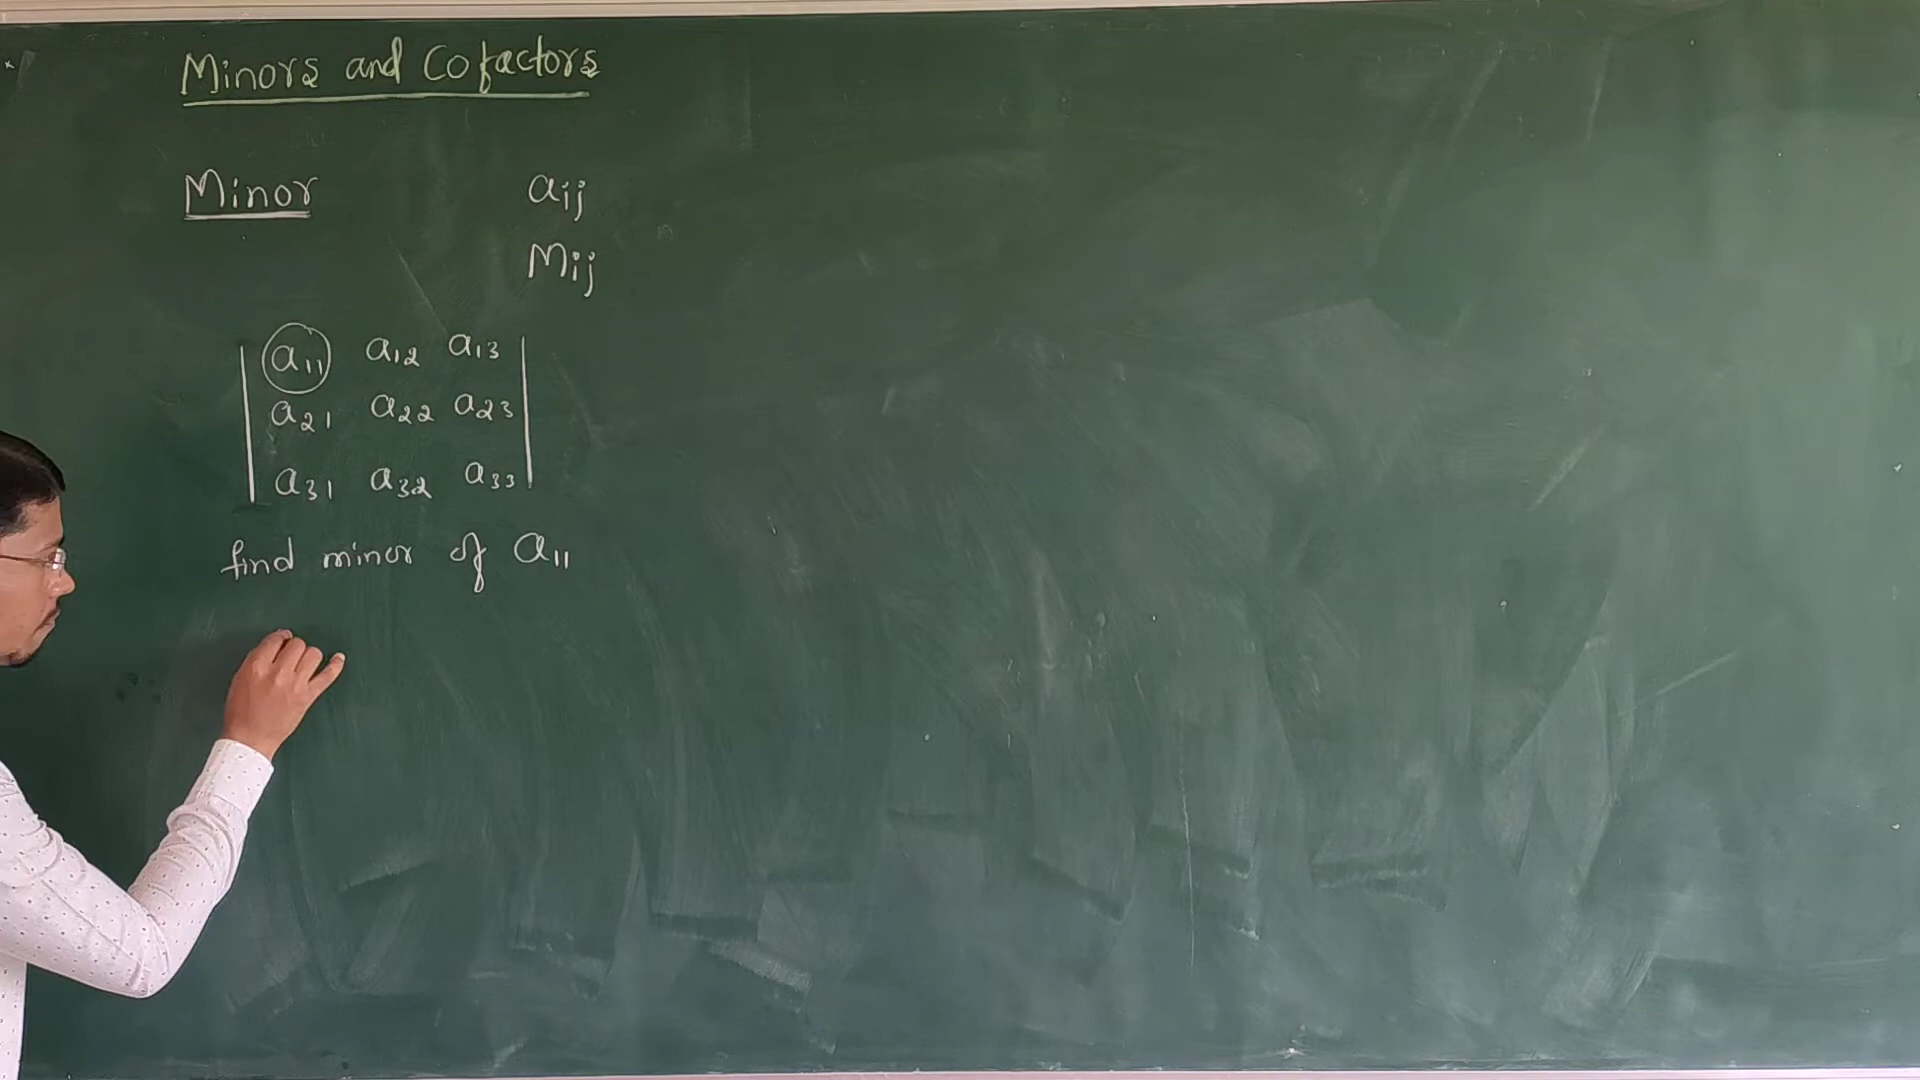 Minors and Cofactors
Minor aij
Mij
a11 a12 a13
a21 a22 a23
a31 a32 a33
find minor of a11